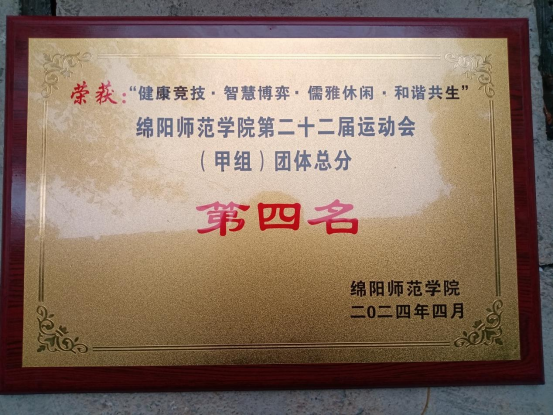 荣获:“健康竞技·智慧博弈·儒雅休闲·和谐共生”
绵阳师范学院第二十二届运动会
（甲组）团体总分
第四名
绵阳师范学院
二〇二四年四月